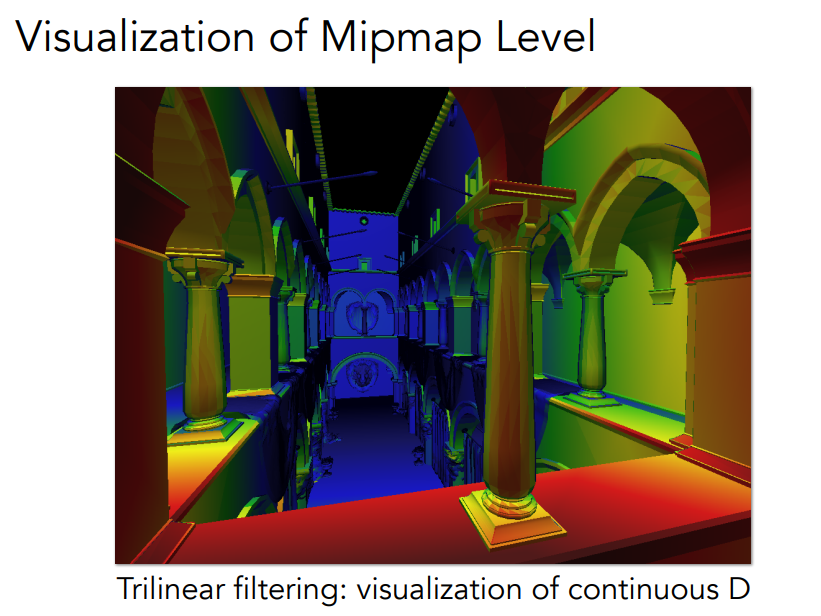 Visualization of Mipmap Level
Trilinear filtering: visualization of continuous D